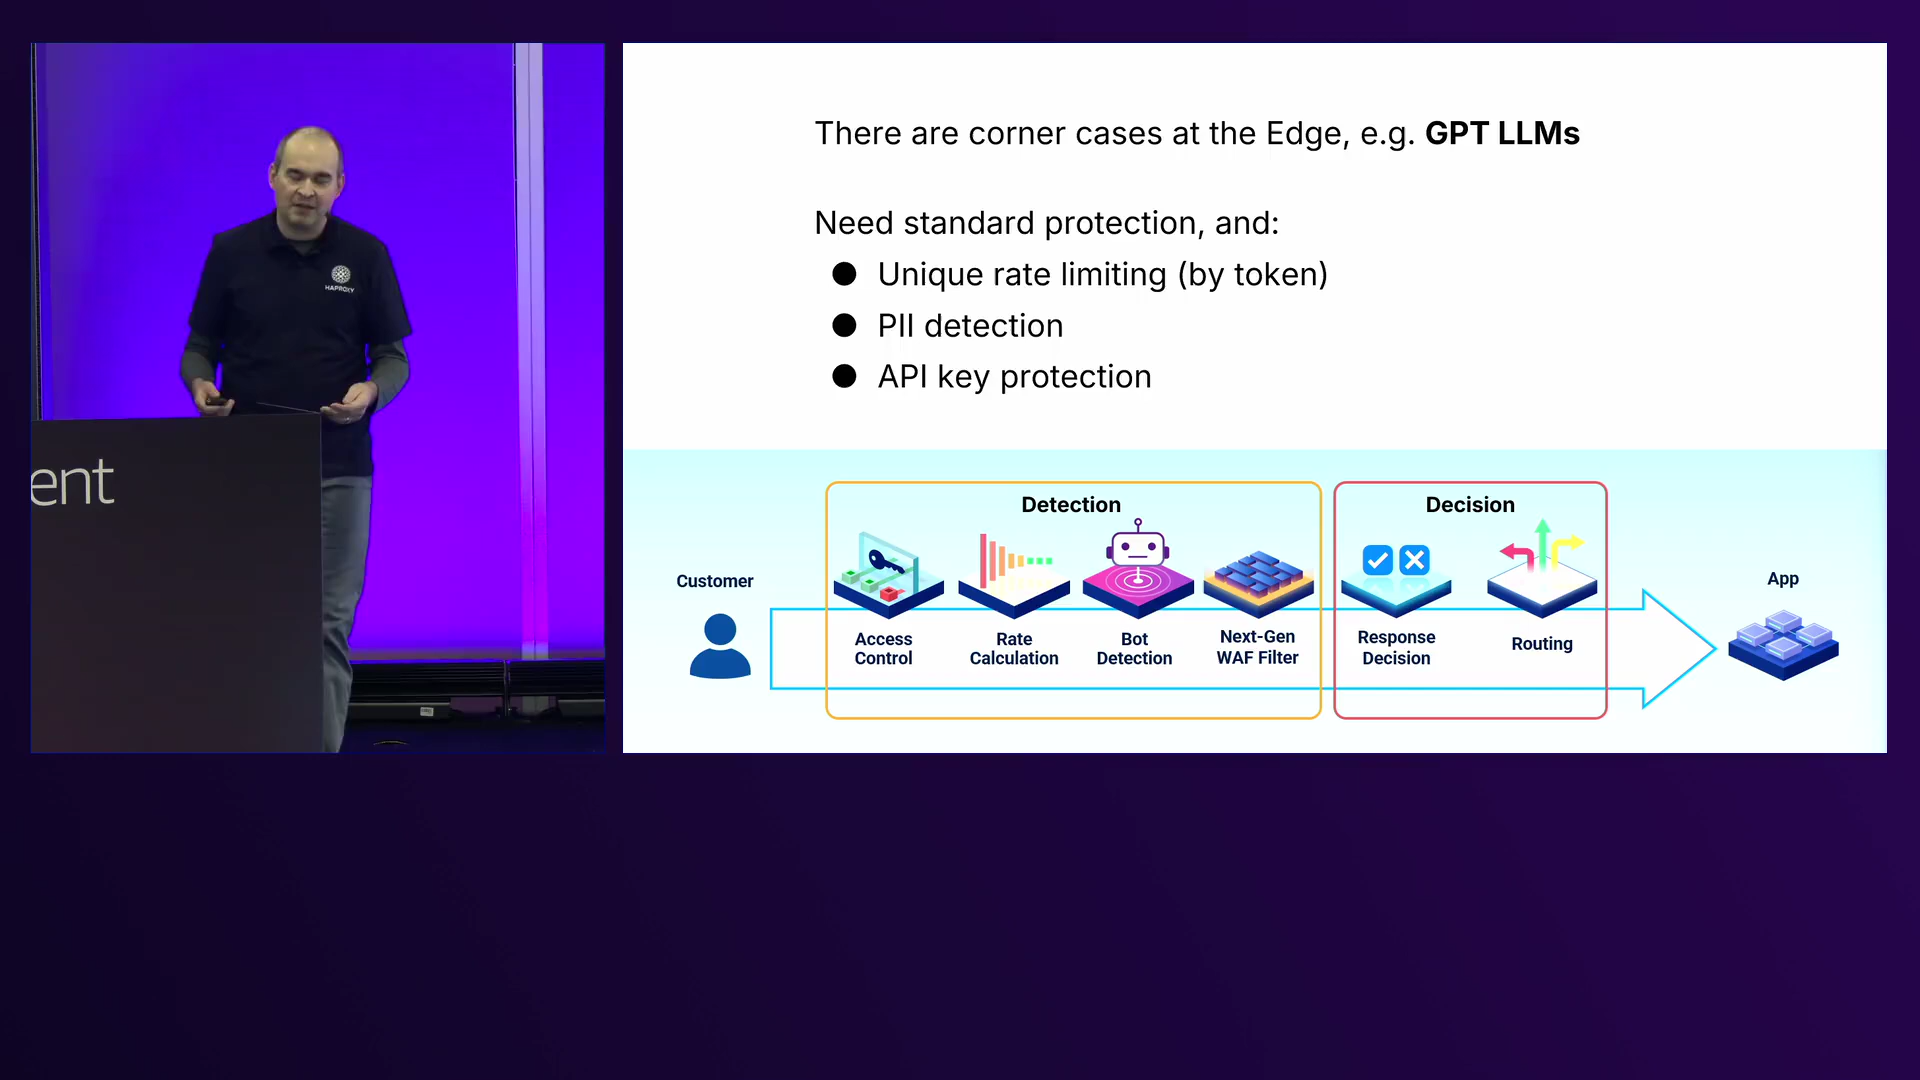 HAPROXY
ent
There are corner cases at the Edge, e.g. GPT LLMs
Need standard protection, and:
● Unique rate limiting (by token)
● PII detection
● API key protection
Detection
Decision
Customer
App
Access
Control
Rate
Calculation
Bot
Detection
Next-Gen
WAF Filter
Response
Decision
Routing